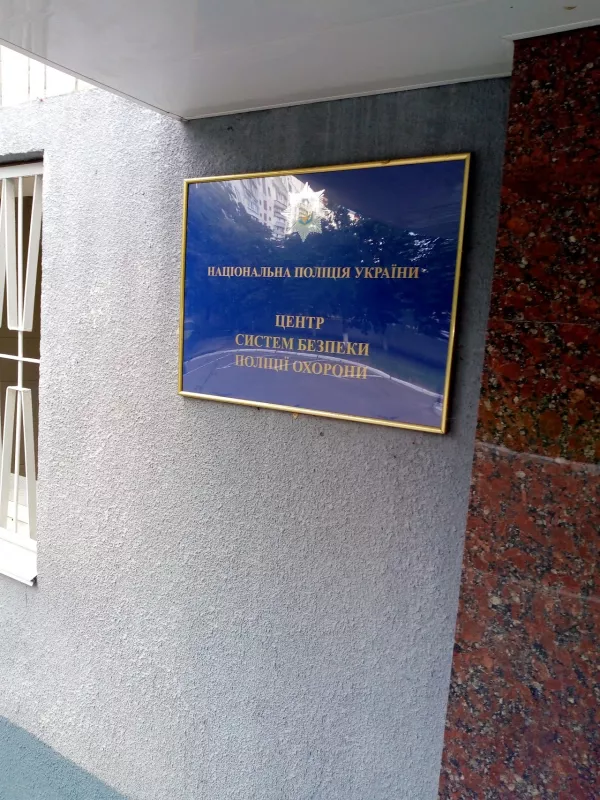 НАЦІОНАЛЬНА ПОЛІЦІЯ УКРАЇНИ
ЦЕНТР
СИСТЕМ БЕЗПЕКИ
ПОЛІЦІЇ ОХОРОНИ